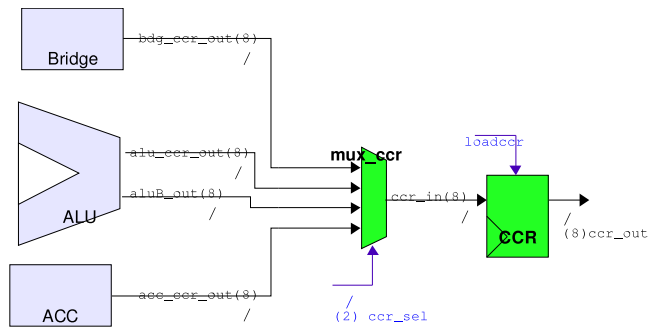 bdg_ccr_out(8)
/
Bridge
alu_ccr_out(8)
/
mux_ccr
loadccr
aluB_out(8)
/
ccr_in(8)
/
ALU
CCR
/
(8)ccr_out
acc_ccr_out(8)
/
ACC
/
(2) ccr_sel